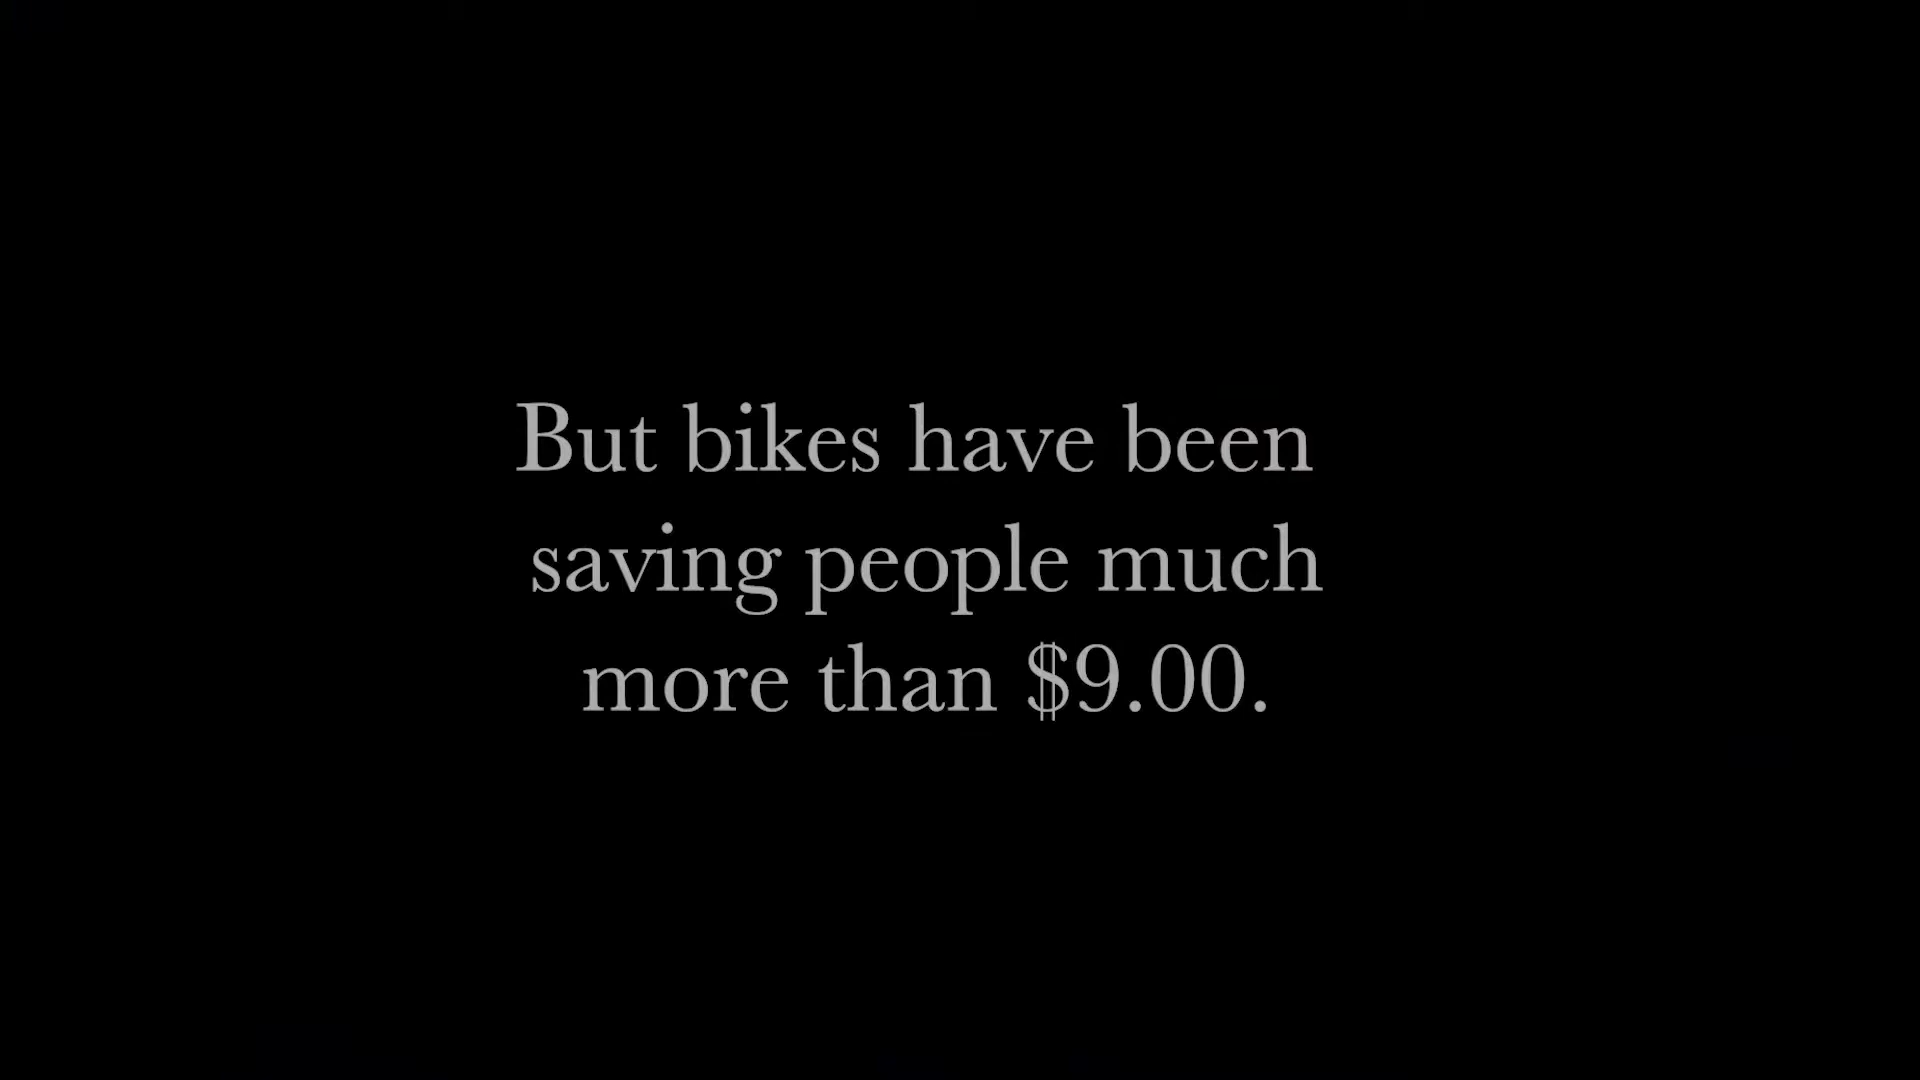 But bikes have been
saving people much
more than $9.00.